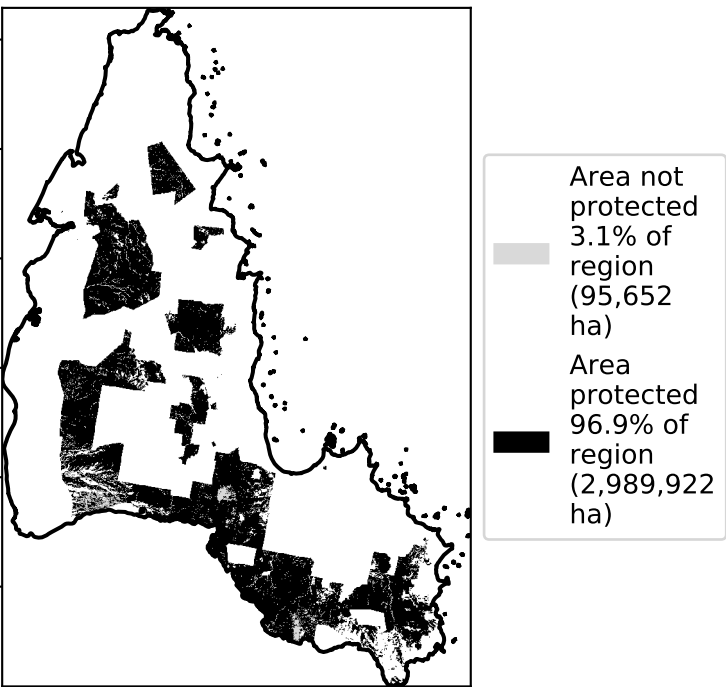 Area not
protected
3.1% of
region
(95,652
ha)
Area
protected
96.9% of
region
(2,989,922
ha)